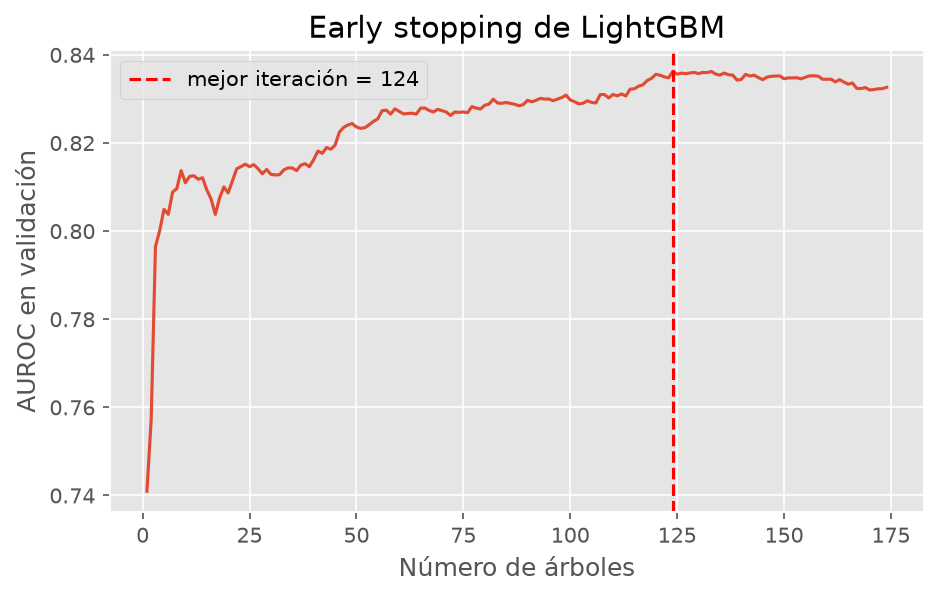 Early stopping de LightGBM
mejor iteración = 124
AUROC en validación
0.84
0.82
0.80
0.78
0.76
0.74
0 25 50 75 100 125 150 175
Número de árboles